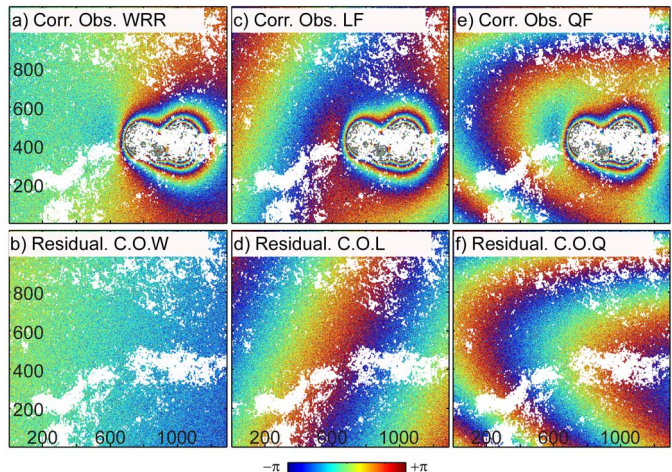 a) Corr. Obs. WRR
c) Corr. Obs. LF
e) Corr. Obs. QF
800
600
400
200
b) Residual. C.O.W
d) Residual. C.O.L
f) Residual. C.O.Q
800
600
400
200
200 600 1000
200 600 1000
200 600 1000
−π +π